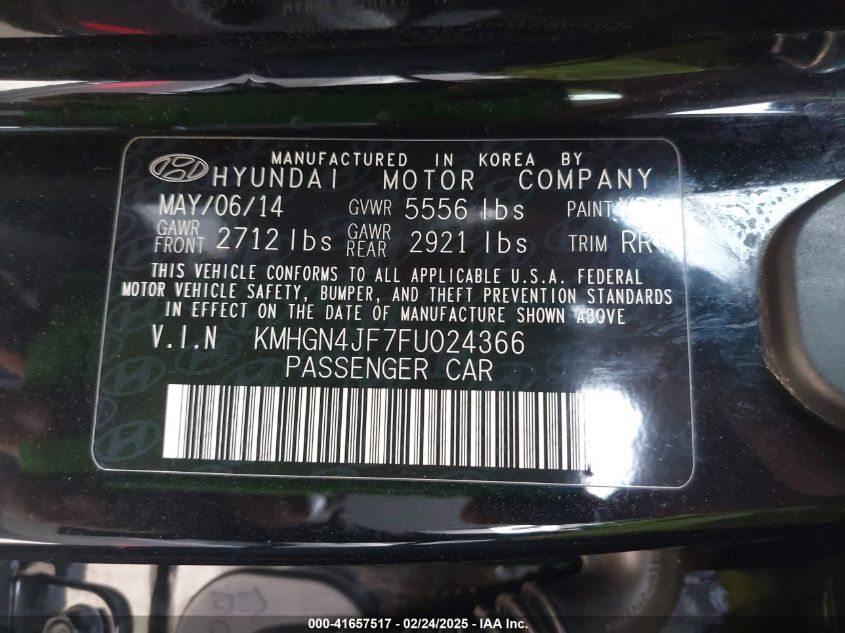 MANUFACTURED IN KOREA BY
HYUNDAI MOTOR COMPANY
MAY/06/14 GVWR 5556 lbs PAINT
GAWR FRONT 2712 lbs GAWR REAR 2921 lbs TRIM
THIS VEHICLE CONFORMS TO ALL APPLICABLE U.S.A. FEDERAL
MOTOR VEHICLE SAFETY, BUMPER, AND THEFT PREVENTION STANDARDS
IN EFFECT ON THE DATE OF MANUFACTURE SHOWN ABOVE
V.I.N KMHGN4JF7FU024366
PASSENGER CAR
000-41657517 - 02/24/2025 - IAA Inc.